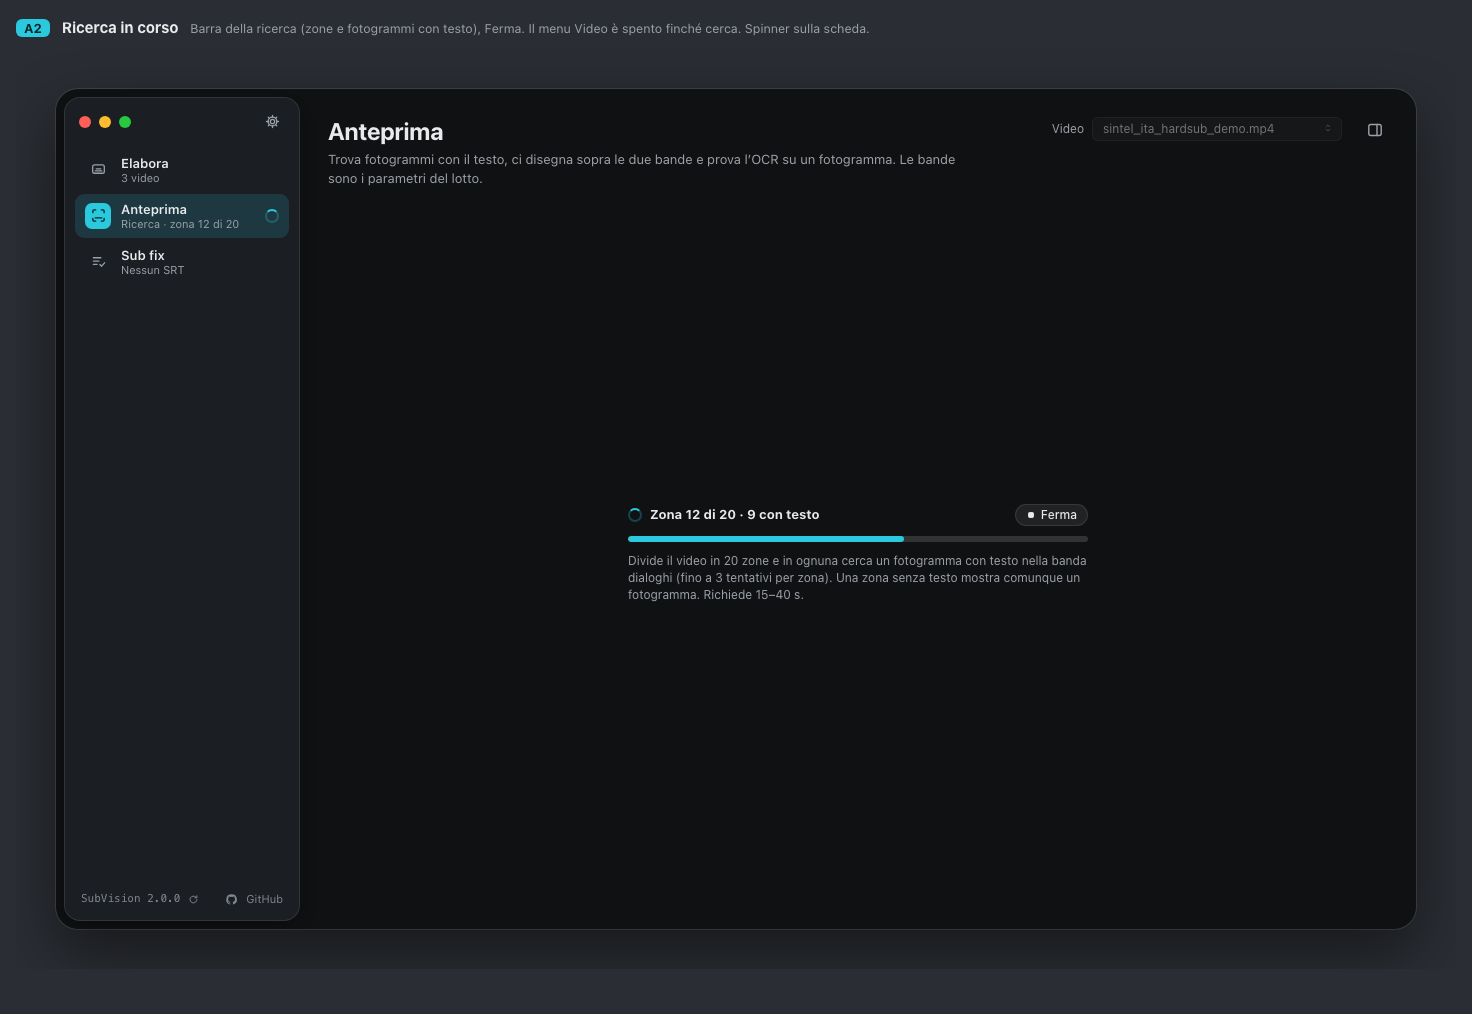 A2 Ricerca in corso Barra della ricerca (zone e fotogrammi con testo), Ferma. Il menu Video è spento finché cerca. Spinner sulla scheda.
Elabora
3 video
Anteprima
Ricerca · zona 12 di 20
Sub fix
Nessun SRT
SubVision 2.0.0
GitHub
Anteprima
Trova fotogrammi con il testo, ci disegna sopra le due bande e prova l'OCR su un fotogramma. Le bande
sono i parametri del lotto.
Video sintel_ita_hardsub_demo.mp4
Zona 12 di 20 · 9 con testo
Ferma
Divide il video in 20 zone e in ognuna cerca un fotogramma con testo nella banda
dialoghi (fino a 3 tentativi per zona). Una zona senza testo mostra comunque un
fotogramma. Richiede 15–40 s.